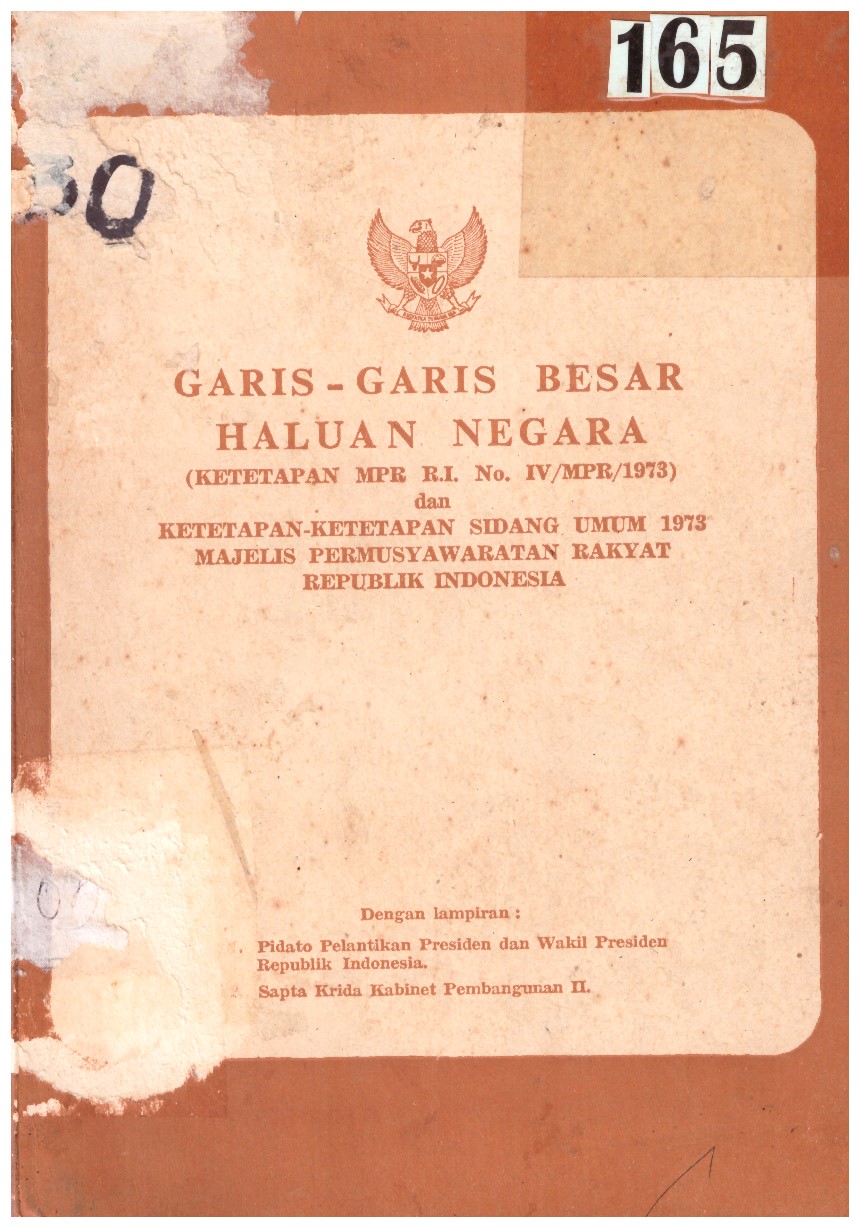 165
30
GARIS - GARIS BESAR
HALUAN NEGARA
(KETETAPAN MPR R.I. No. IV/MPR/1973)
dan
KETETAPAN-KETETAPAN SIDANG UMUM 1973
MAJELIS PERMUSYAWARATAN RAKYAT
REPUBLIK INDONESIA
Dengan lampiran :
Pidato Pelantikan Presiden dan Wakil Presiden
Republik Indonesia.
2. Sapta Krida Kabinet Pembangunan II.